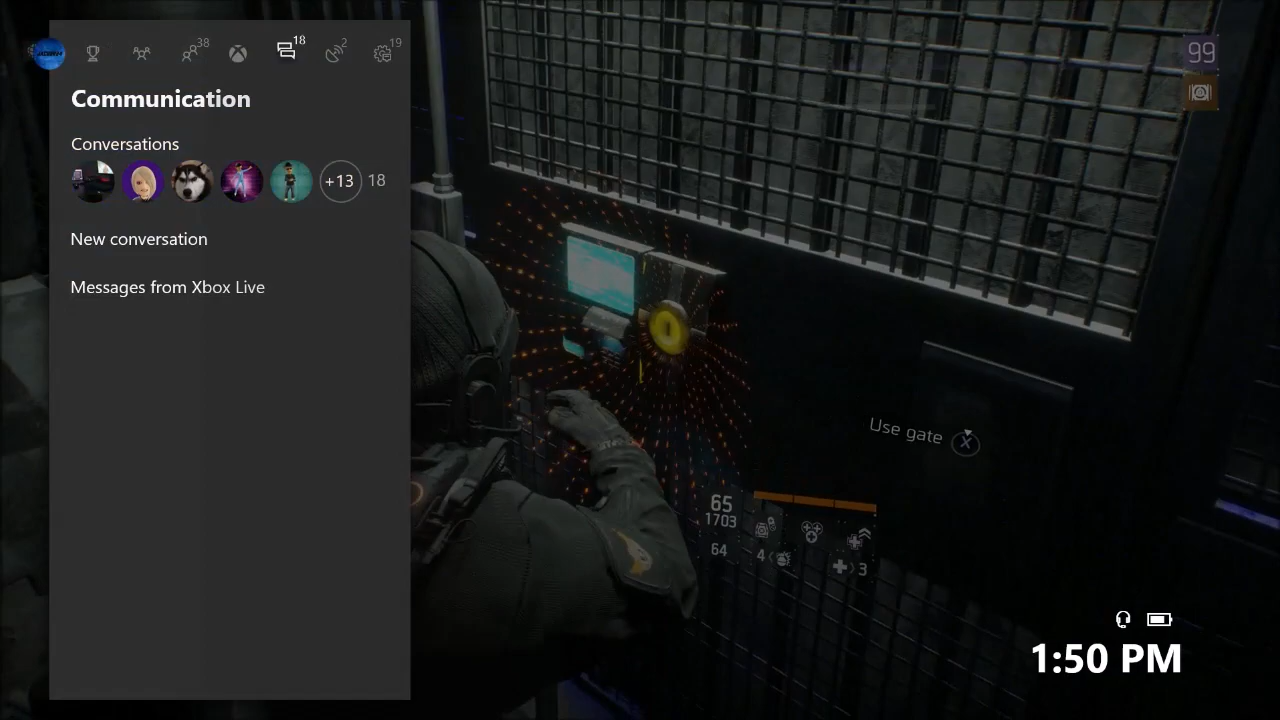 38
18
2
19
Communication
Conversations
+13 18
New conversation
Messages from Xbox Live
99
Use gate X
65
1703
64
4
3
1:50 PM